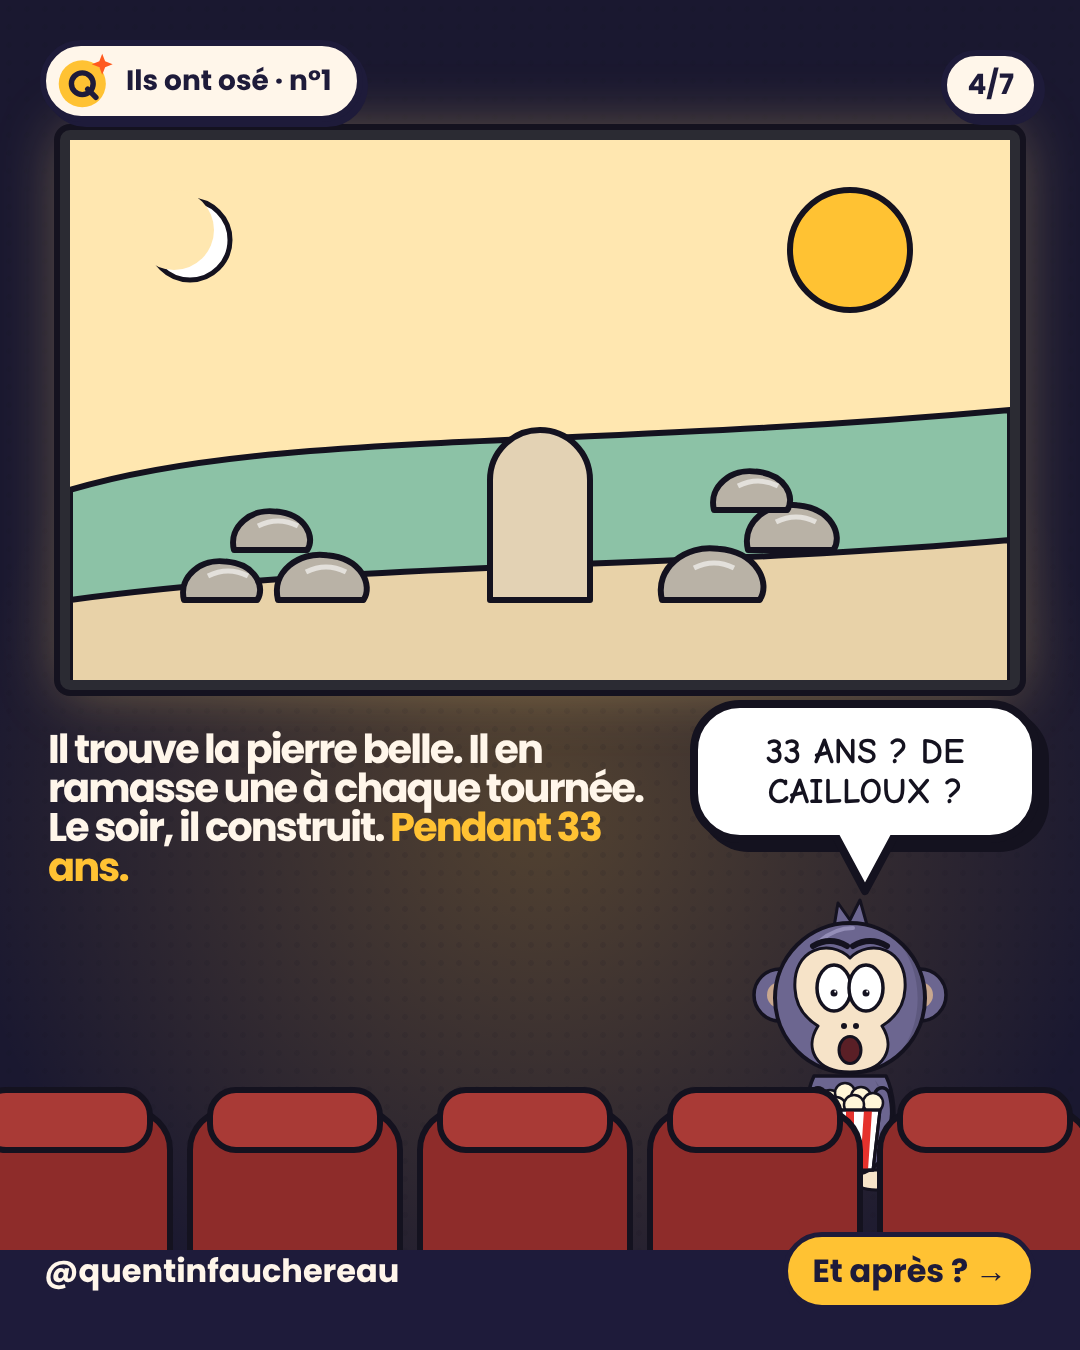 Q Ils ont osé · n°1
4/7
Il trouve la pierre belle. Il en
ramasse une à chaque tournée.
Le soir, il construit. Pendant 33
ans.
33 ANS ? DE
CAILLOUX ?
@quentinfauchereau
Et après ? →